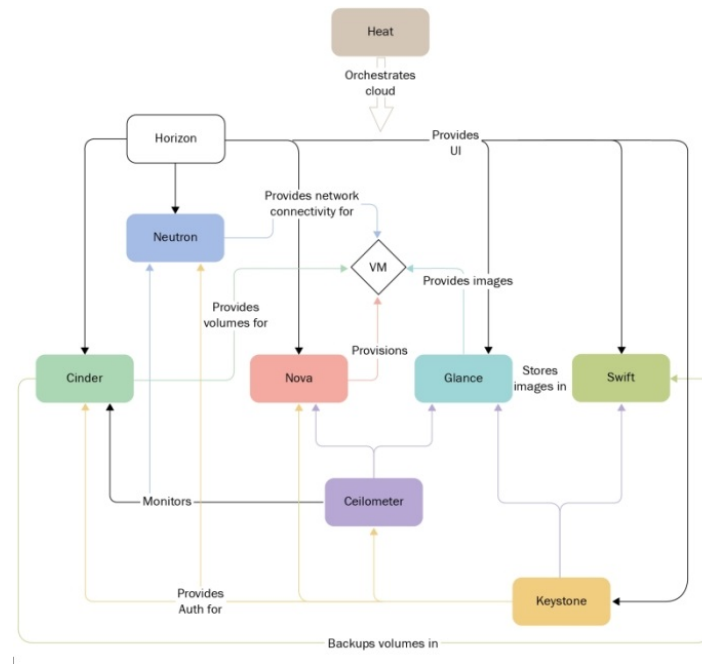 Heat
Orchestrates
cloud
Horizon
Provides
UI
Provides network
connectivity for
Neutron
VM
Provides images
Provides
volumes for
Provisions
Cinder
Nova
Glance
Stores
images in
Swift
Monitors
Ceilometer
Provides
Auth for
Keystone
Backups volumes in